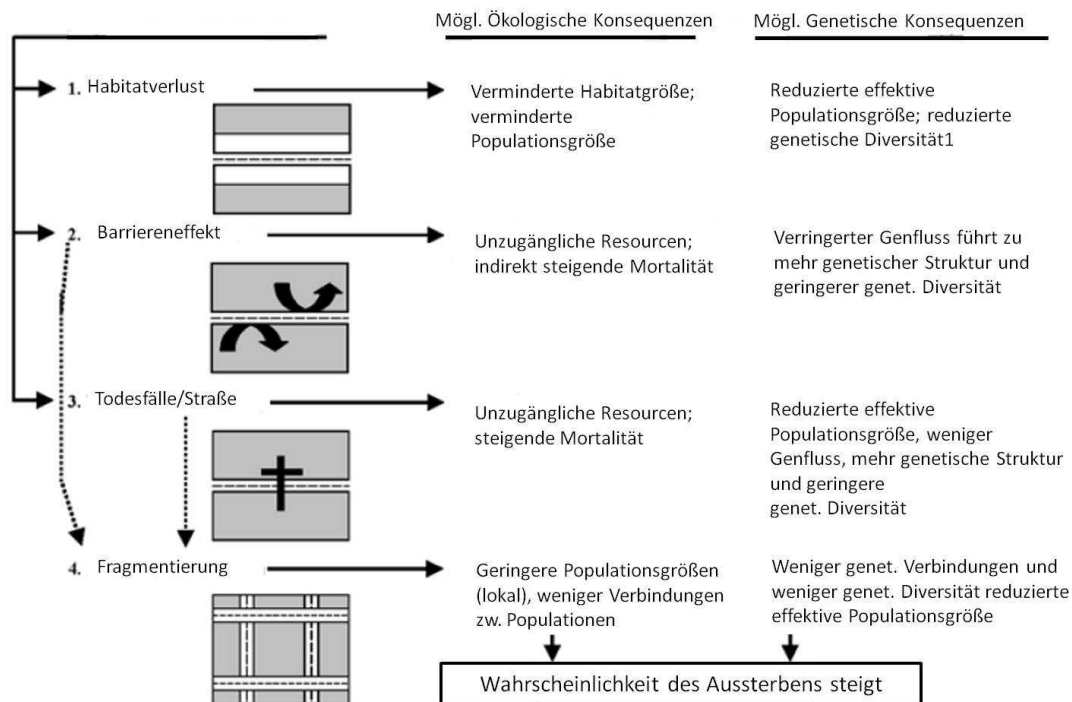 Mögl. Ökologische Konsequenzen
Mögl. Genetische Konsequenzen
1. Habitatverlust
Verminderte Habitatgröße;
verminderte
Populationsgröße
Reduzierte effektive
Populationsgröße; reduzierte
genetische Diversität1
2. Barriereneffekt
Unzugängliche Resourcen;
indirekt steigende Mortalität
Verringerter Genfluss führt zu
mehr genetischer Struktur und
geringerer genet. Diversität
3. Todesfälle/Straße
Unzugängliche Resourcen;
steigende Mortalität
Reduzierte effektive
Populationsgröße, weniger
Genfluss, mehr genetische Struktur
und geringere
genet. Diversität
4. Fragmentierung
Geringere Populationsgrößen
(lokal), weniger Verbindungen
zw. Populationen
Weniger genet. Verbindungen und
weniger genet. Diversität reduzierte
effektive Populationsgröße
Wahrscheinlichkeit des Aussterbens steigt